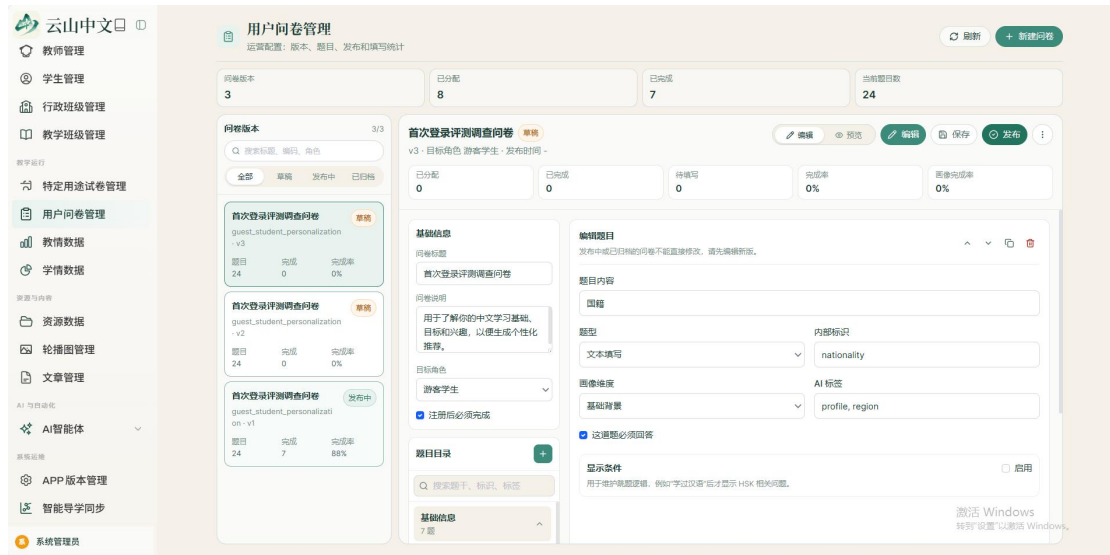 云山中文
教师管理
学生管理
行政班级管理
教学班级管理
教学运行
特定用途试卷管理
用户问卷管理
教情数据
学情数据
资源与内容
资源数据
轮播图管理
文章管理
AI 与自动化
AI智能体
系统运维
APP版本管理
智能导学同步
系统管理员
用户问卷管理
运营配置：版本、题目、发布和填写统计
刷新
+ 新建问卷
问卷版本
3
已分配
8
已完成
7
当前题目数
24
问卷版本
3/3
搜索标题、编码、角色
全部 草稿 发布中 已归档
首次登录评测调查问卷
草稿
guest_student_personalization
- v3
题目 完成 完成率
24 0 0%
首次登录评测调查问卷
草稿
guest_student_personalization
- v2
题目 完成 完成率
24 0 0%
首次登录评测调查问卷
发布中
guest_student_personalizati
on - v1
题目 完成 完成率
24 7 88%
首次登录评测调查问卷
草稿
v3 · 目标角色 游客学生 · 发布时间 -
编辑
预览
编辑
保存
发布
已分配
0
已完成
0
待填写
0
完成率
0%
画像完成率
0%
基础信息
问卷标题
首次登录评测调查问卷
问卷说明
用于了解你的中文学习基础、
目标和兴趣，以便生成个性化
推荐。
目标角色
游客学生
注册后必须完成
题目目录
+
搜索题干、标识、标签
基础信息
7 题
编辑题目
发布中或已归档的问卷不能直接修改，请先编辑新版。
题目内容
国籍
题型
文本填写
内部标识
nationality
画像维度
基础背景
AI 标签
profile, region
这道题必须回答
显示条件
启用
用于维护跳题逻辑，例如“学过汉语”后才显示 HSK 相关问题。
激活 Windows
转到“设置”以激活 Windows。